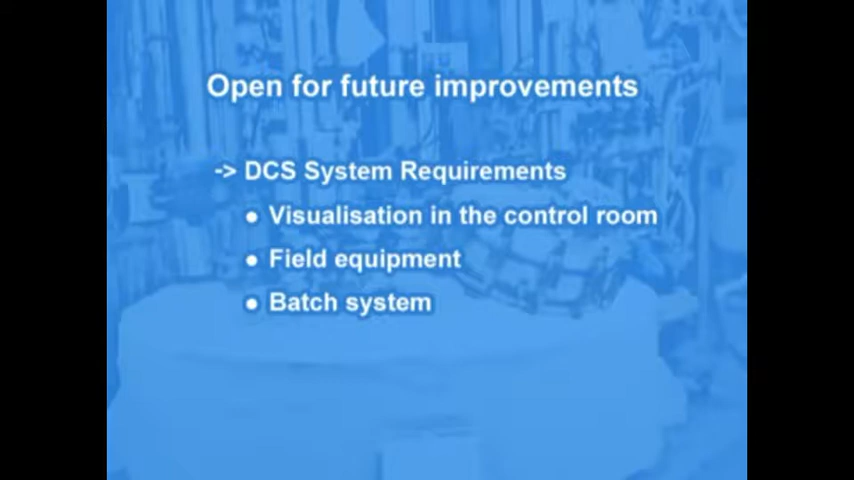 Open for future improvements
-> DCS System Requirements
● Visualisation in the control room
● Field equipment
● Batch system